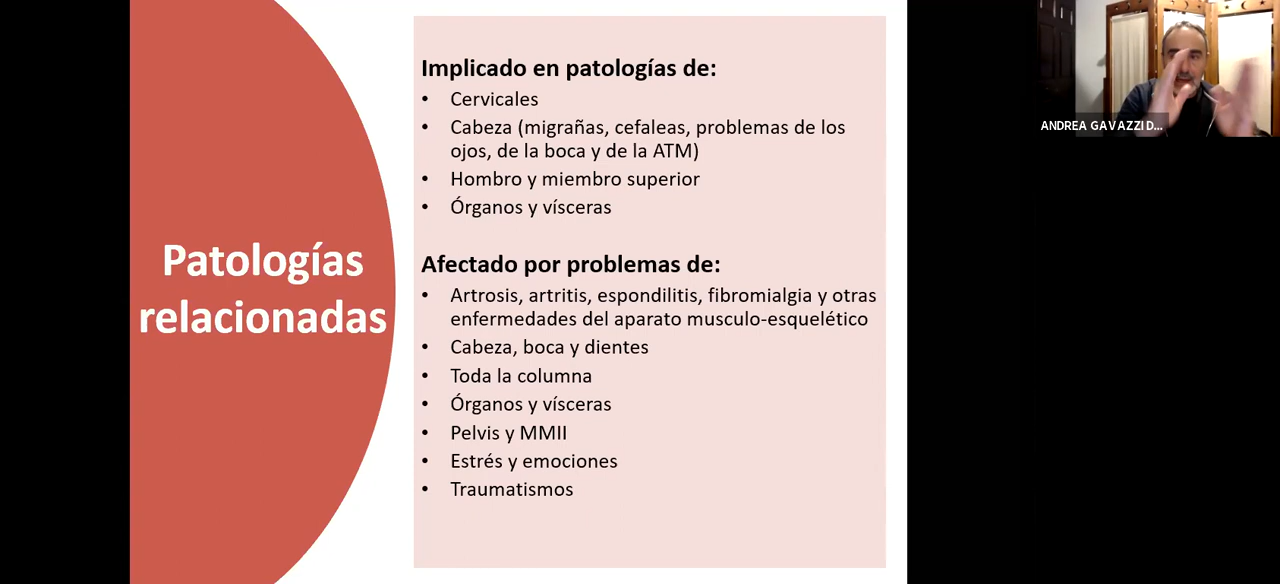 Patologías
relacionadas
Implicado en patologías de:
• Cervicales
• Cabeza (migrañas, cefaleas, problemas de los
ojos, de la boca y de la ATM)
• Hombro y miembro superior
• Órganos y vísceras
Afectado por problemas de:
• Artrosis, artritis, espondilitis, fibromialgia y otras
enfermedades del aparato musculo-esquelético
• Cabeza, boca y dientes
• Toda la columna
• Órganos y vísceras
• Pelvis y MMII
• Estrés y emociones
• Traumatismos
ANDREA GAVAZZI D...